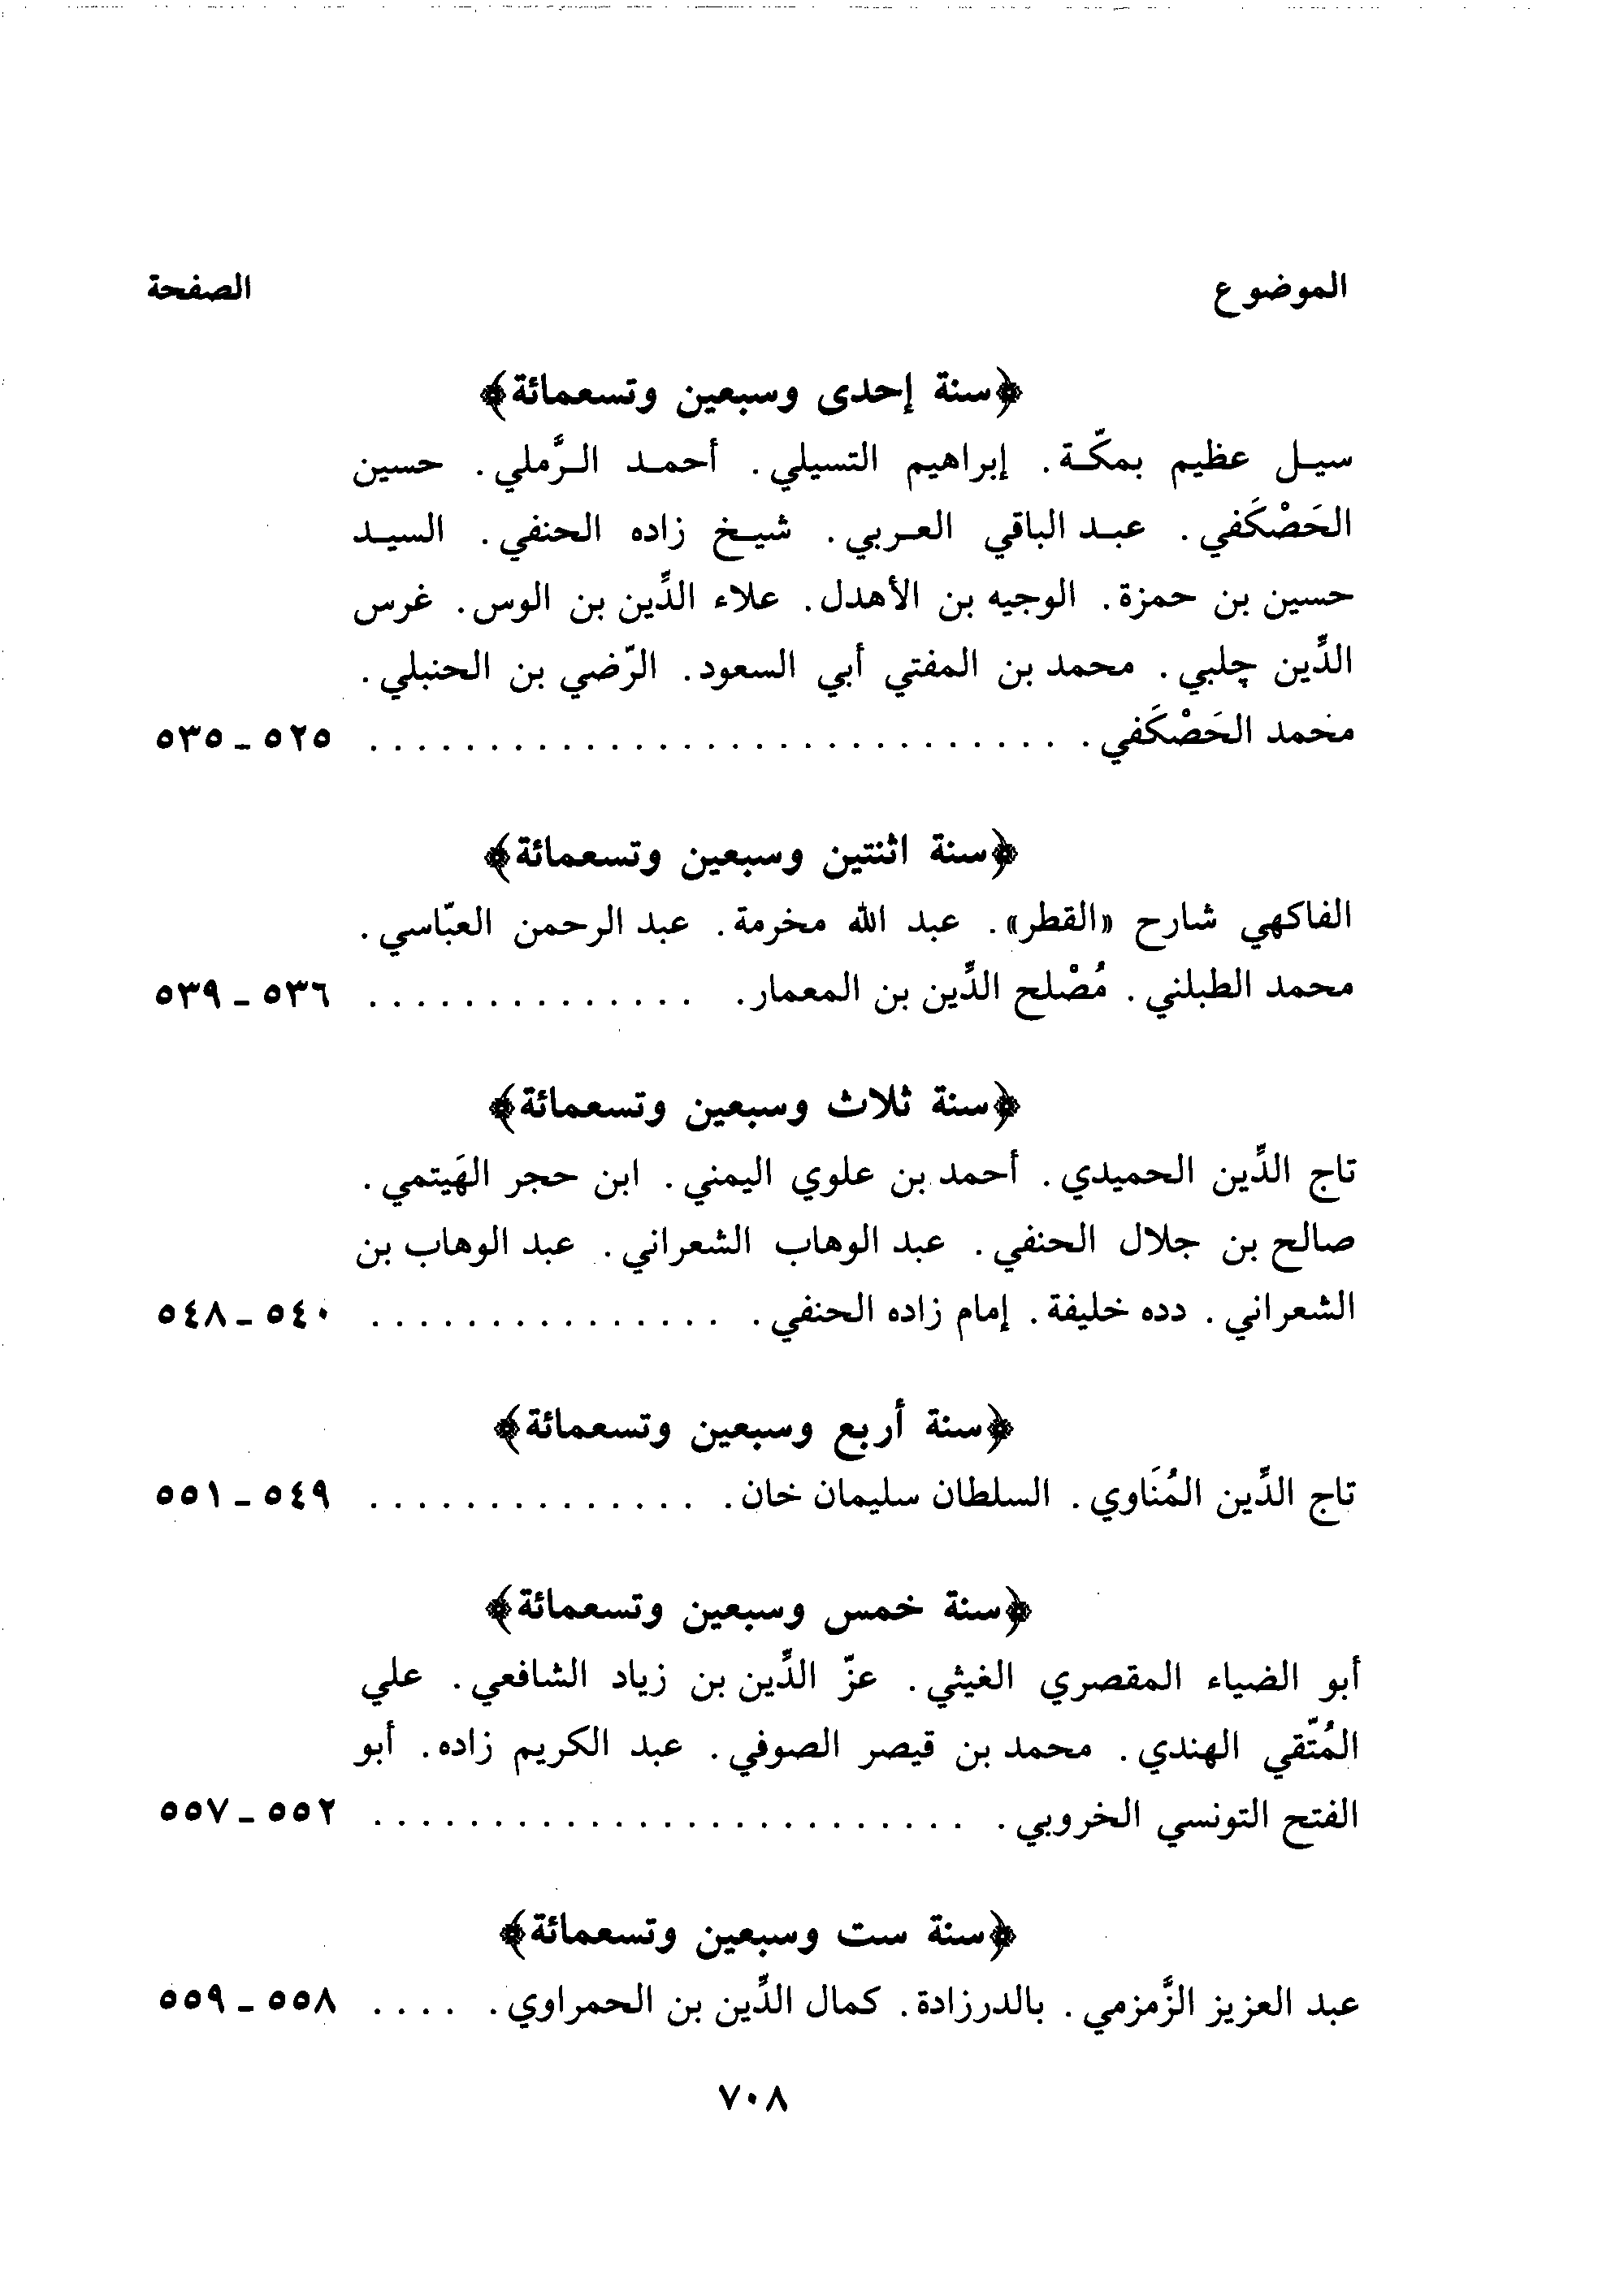 الموضوع الصفحة
﴿سنة إحدى وسبعين وتسعمائة﴾
سيل عظيم بمكّة. إبراهيم التسيلي. أحمد الرَّملي. حسين
الحَصْكَفي. عبد الباقي العربي. شيخ زاده الحنفي. السيد
حسين بن حمزة. الوجيه بن الأهدل. علاء الدِّين بن الوس. غرس
الدِّين چلبي. محمد بن المفتي أبي السعود. الرّضي بن الحنبلي.
محمد الحَصْكَفي. . . . . . . . . . . . . . . . . . . . . . . . . . . . . . ٥٢٥ - ٥٣٥
﴿سنة اثنتين وسبعين وتسعمائة﴾
الفاكهي شارح «القطر». عبد الله مخرمة. عبد الرحمن العبّاسي.
محمد الطبلني. مُصْلح الدِّين بن المعمار. . . . . . . . . . . . . . . ٥٣٦ - ٥٣٩
﴿سنة ثلاث وسبعين وتسعمائة﴾
تاج الدِّين الحميدي. أحمد بن علوي اليمني. ابن حجر الهَيتمي.
صالح بن جلال الحنفي. عبد الوهاب الشعراني. عبد الوهاب بن
الشعراني. دده خليفة. إمام زاده الحنفي. . . . . . . . . . . . . . . . ٥٤٠ - ٥٤٨
﴿سنة أربع وسبعين وتسعمائة﴾
تاج الدِّين المُنَاوي. السلطان سليمان خان. . . . . . . . . . . . . . . ٥٤٩ - ٥٥١
﴿سنة خمس وسبعين وتسعمائة﴾
أبو الضياء المقصري الغيثي. عزّ الدِّين بن زياد الشافعي. علي
المُتّقي الهندي. محمد بن قيصر الصوفي. عبد الكريم زاده. أبو
الفتح التونسي الخروبي. . . . . . . . . . . . . . . . . . . . . . . . . . ٥٥٢ - ٥٥٧
﴿سنة ست وسبعين وتسعمائة﴾
عبد العزيز الزَّمزمي. بالدرزادة. كمال الدِّين بن الحمراوي. . . . . ٥٥٨ - ٥٥٩
٧٠٨